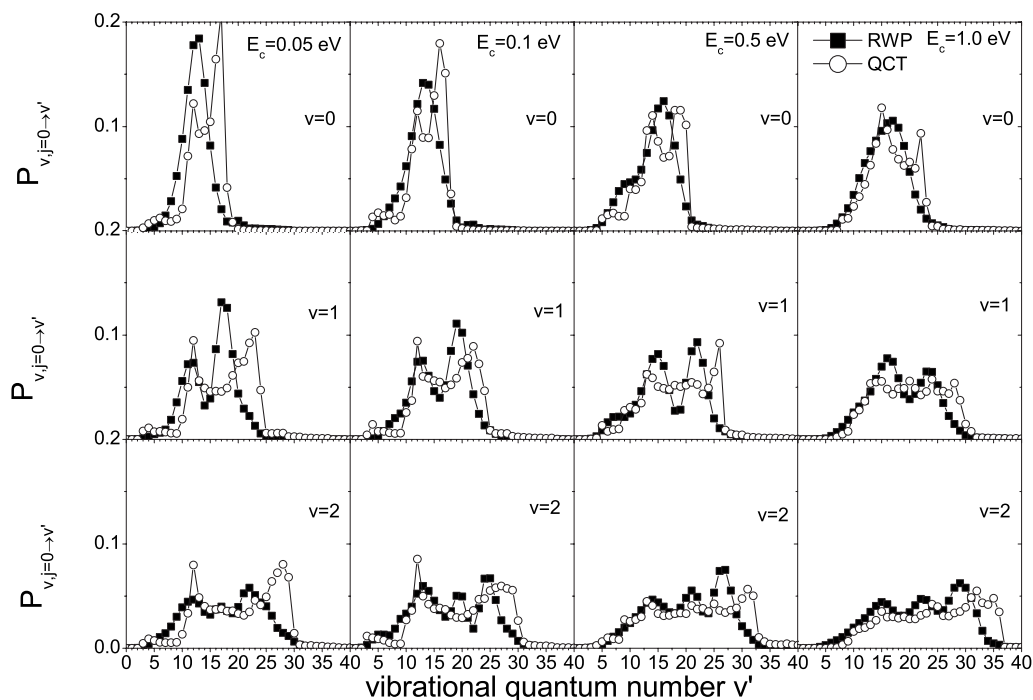 0.2
E_c=0.05 eV
E_c=0.1 eV
E_c=0.5 eV
RWP
E_c=1.0 eV
QCT
v=0
v=0
v=0
v=0
0.1
P_{v,j=0→v'}
0.2
v=1
v=1
v=1
v=1
0.1
P_{v,j=0→v'}
0.2
v=2
v=2
v=2
v=2
0.1
P_{v,j=0→v'}
0.0
0 5 10 15 20 25 30 35 40 5 10 15 20 25 30 35 40 5 10 15 20 25 30 35 40 5 10 15 20 25 30 35 40
vibrational quantum number v'